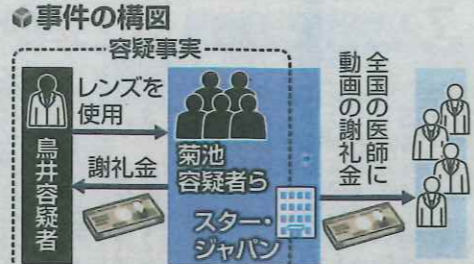 事件の構図
容疑事実
レンズを
使用
鳥井容疑者
謝礼金
菊池
容疑者ら
スター・
ジャパン
全国の医師に
動画の謝礼金